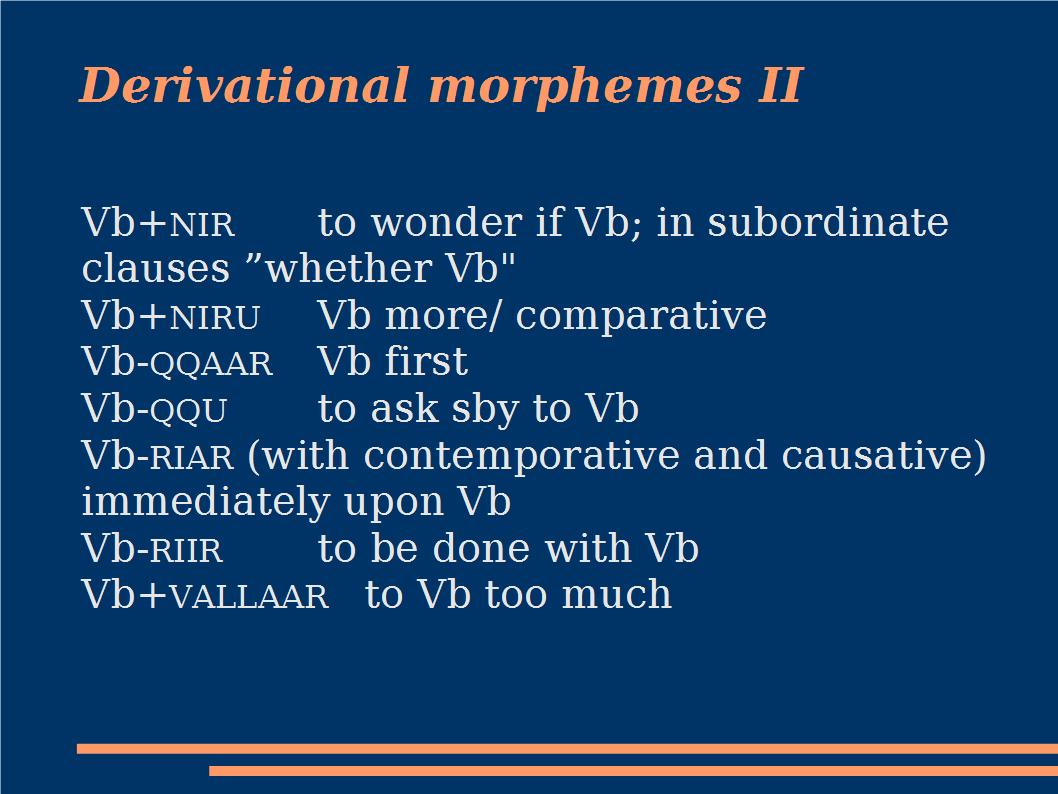 Derivational morphemes II
Vb+NIR to wonder if Vb; in subordinate
clauses ”whether Vb"
Vb+NIRU Vb more/ comparative
Vb-QQAAR Vb first
Vb-QQU to ask sby to Vb
Vb-RIAR (with contemporative and causative)
immediately upon Vb
Vb-RIIR to be done with Vb
Vb+VALLAAR to Vb too much